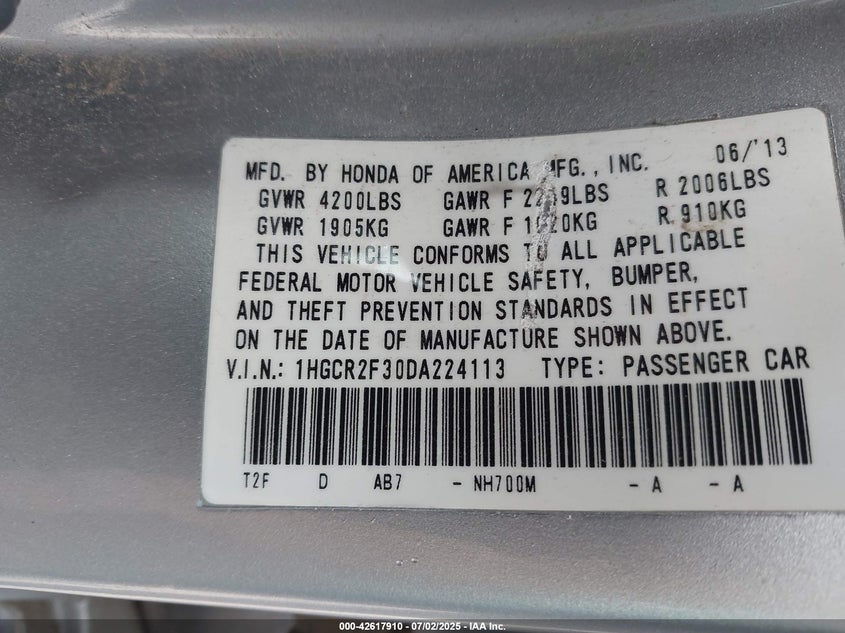 MFD. BY HONDA OF AMERICA MFG., INC. 06/'13
GVWR 4200LBS GAWR F LBS R 2006LBS
GVWR 1905KG GAWR F KG R 910KG
THIS VEHICLE CONFORMS TO ALL APPLICABLE
FEDERAL MOTOR VEHICLE SAFETY, BUMPER,
AND THEFT PREVENTION STANDARDS IN EFFECT
ON THE DATE OF MANUFACTURE SHOWN ABOVE.
V.I.N.: 1HGCR2F30DA224113 TYPE: PASSENGER CAR
T2F D AB7 - NH700M - A - A
000-42617910 | 07/02/2025 - IAA Inc.